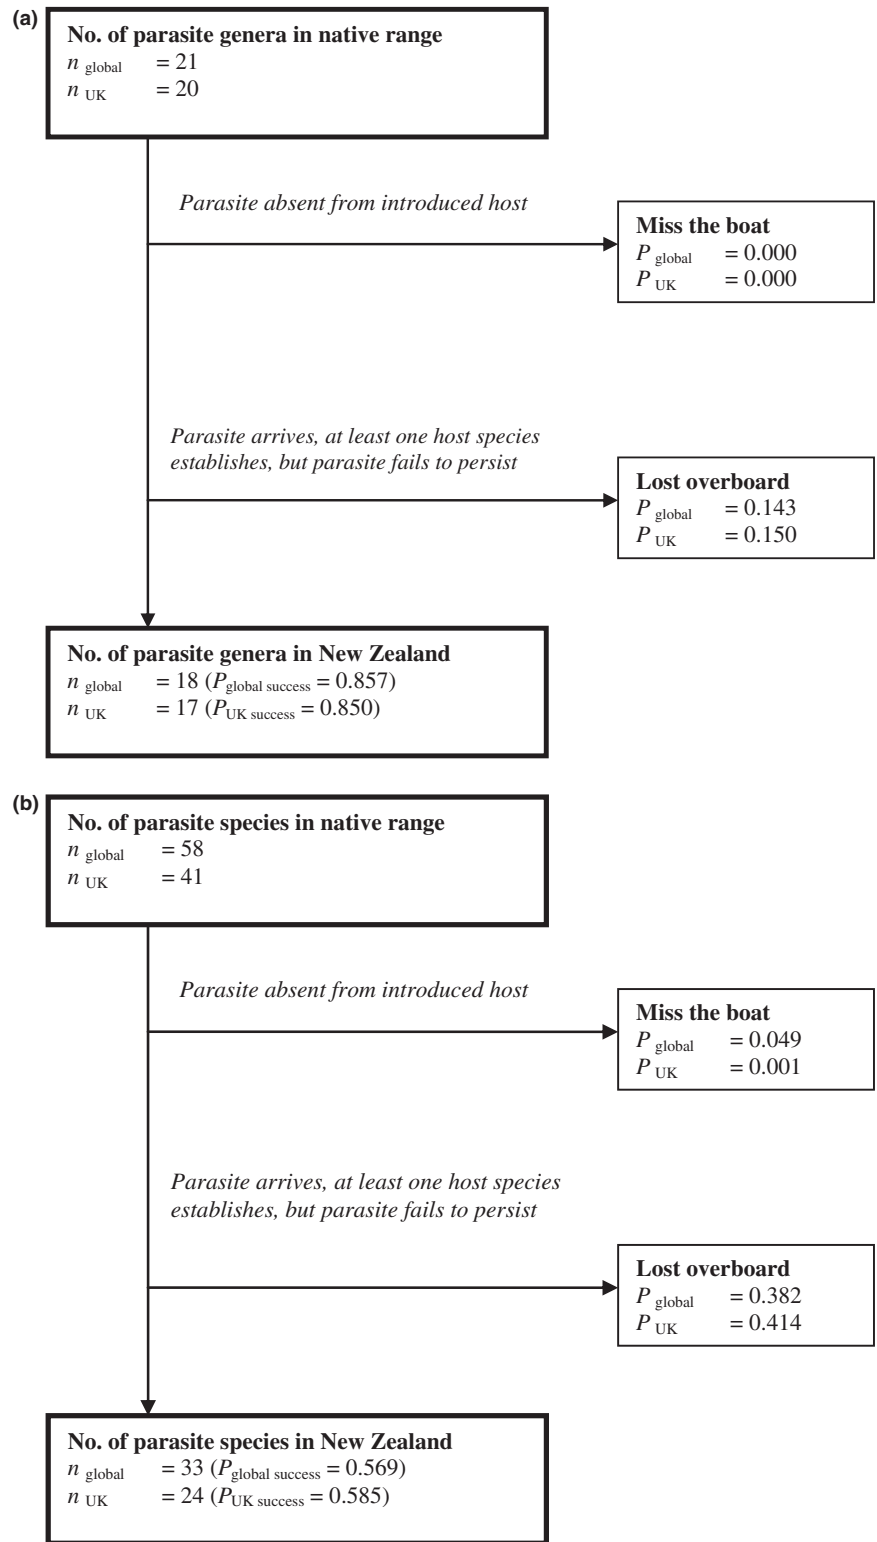 (a)
No. of parasite genera in native range
n global = 21
n UK = 20
Parasite absent from introduced host
Miss the boat
P global = 0.000
P UK = 0.000
Parasite arrives, at least one host species
establishes, but parasite fails to persist
Lost overboard
P global = 0.143
P UK = 0.150
No. of parasite genera in New Zealand
n global = 18 (P global success = 0.857)
n UK = 17 (P UK success = 0.850)
(b)
No. of parasite species in native range
n global = 58
n UK = 41
Parasite absent from introduced host
Miss the boat
P global = 0.049
P UK = 0.001
Parasite arrives, at least one host species
establishes, but parasite fails to persist
Lost overboard
P global = 0.382
P UK = 0.414
No. of parasite species in New Zealand
n global = 33 (P global success = 0.569)
n UK = 24 (P UK success = 0.585)